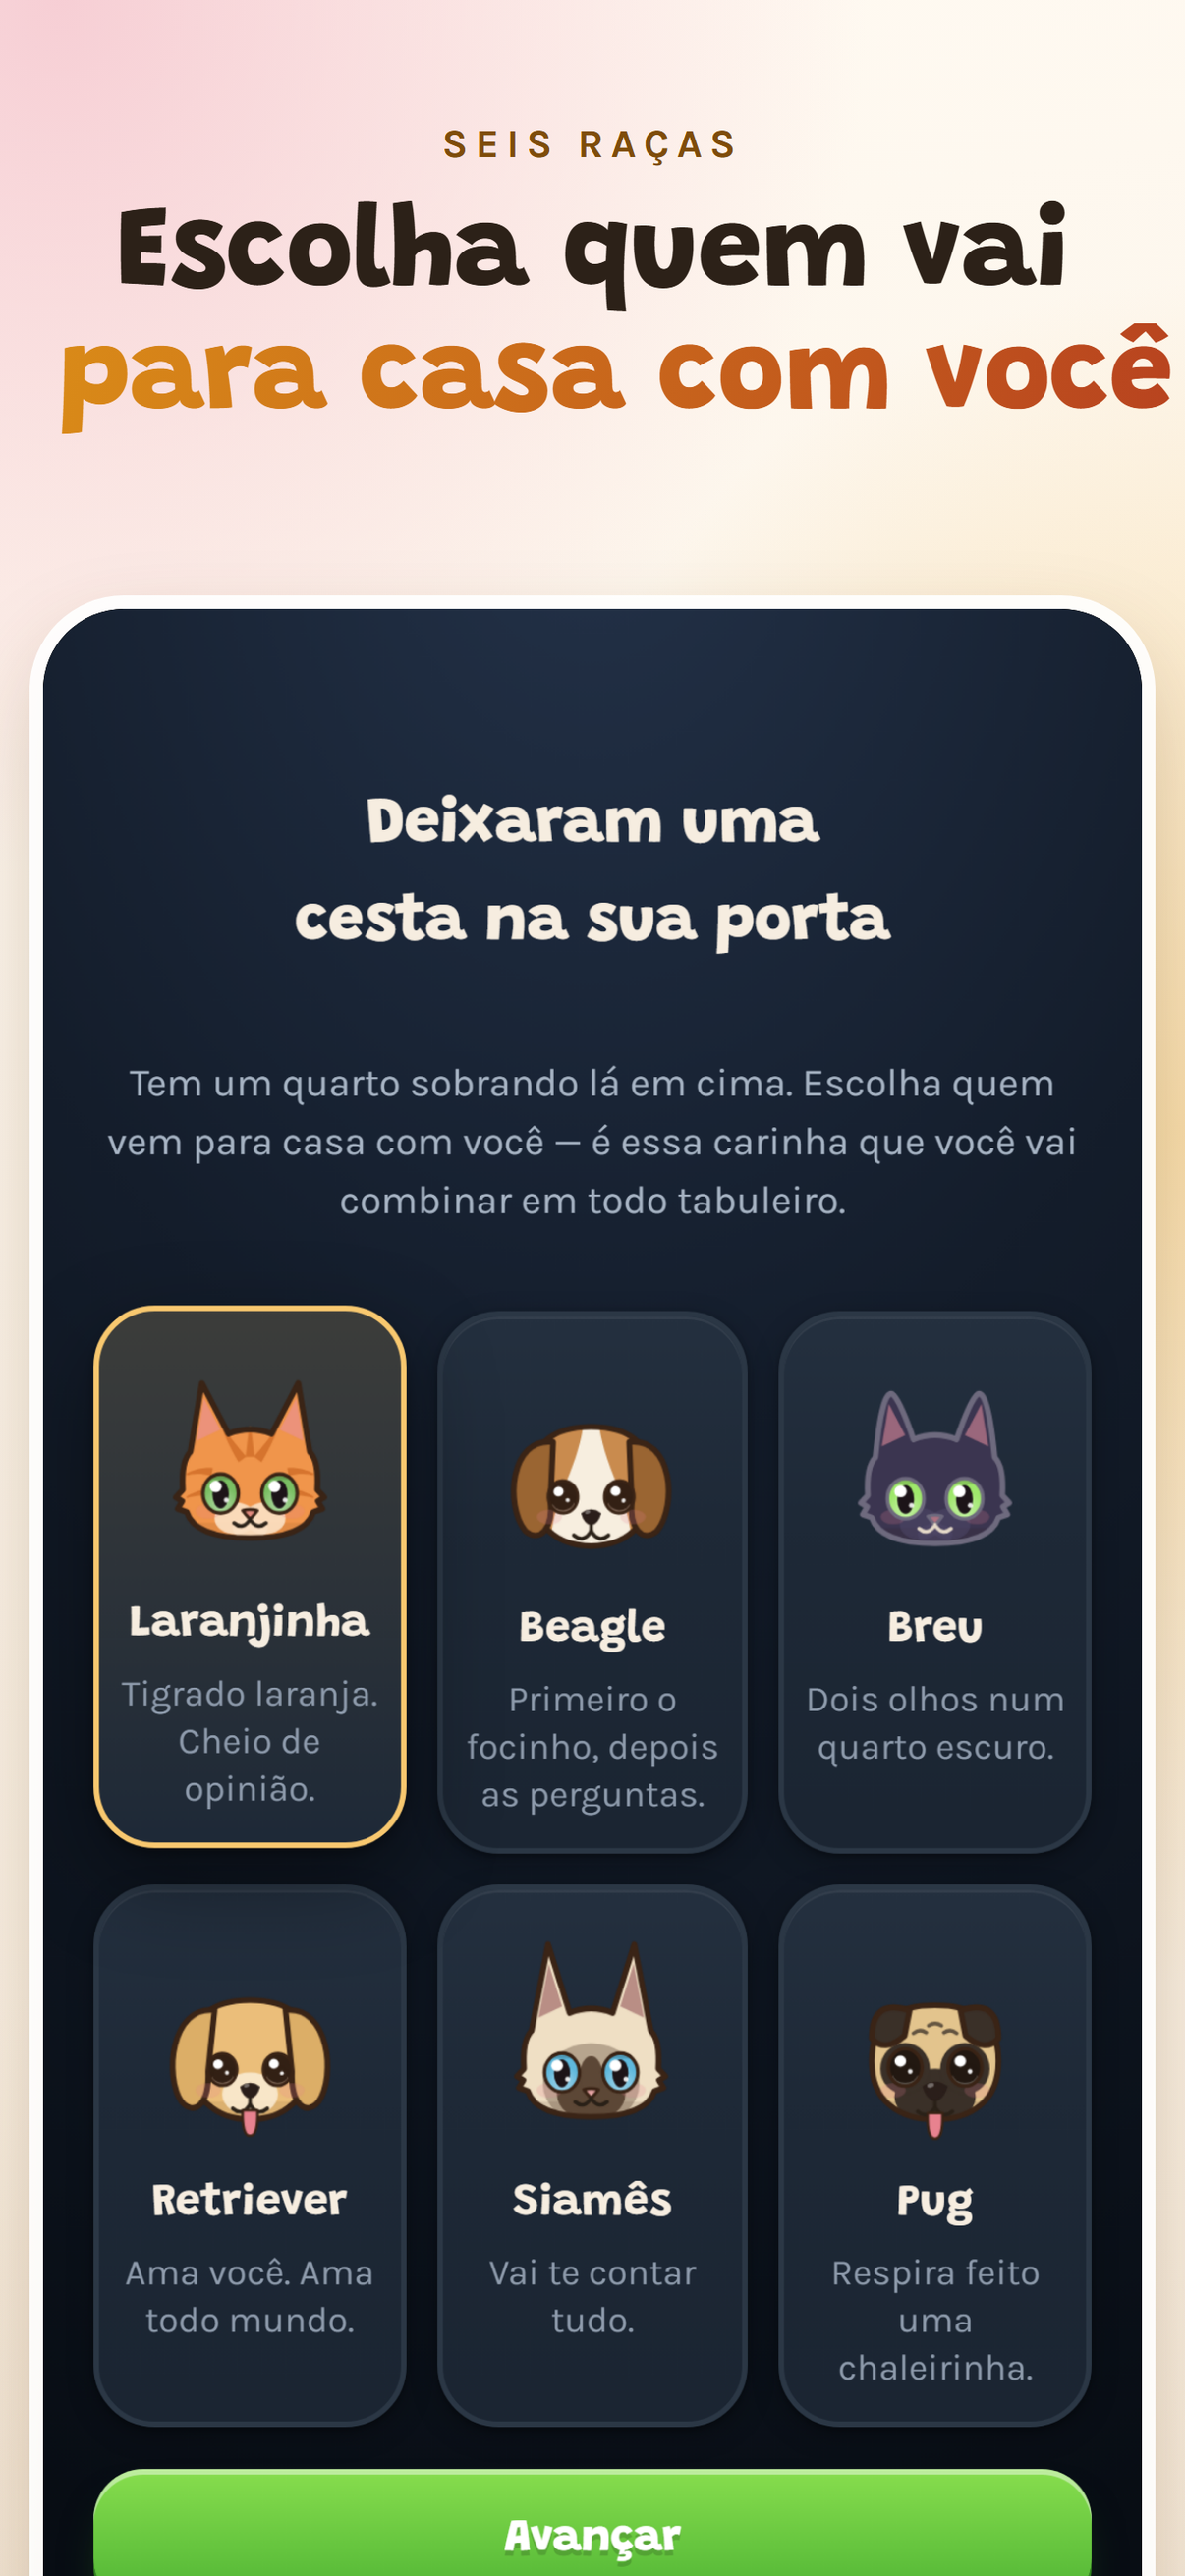 SEIS RAÇAS
Escolha quem vai
para casa com você
Deixaram uma
cesta na sua porta
Tem um quarto sobrando lá em cima. Escolha quem
vem para casa com você — é essa carinha que você vai
combinar em todo tabuleiro.
Laranjinha
Tigrado laranja.
Cheio de
opinião.
Beagle
Primeiro o
focinho, depois
as perguntas.
Breu
Dois olhos num
quarto escuro.
Retriever
Ama você. Ama
todo mundo.
Siamês
Vai te contar
tudo.
Pug
Respira feito
uma
chaleirinha.
Avançar